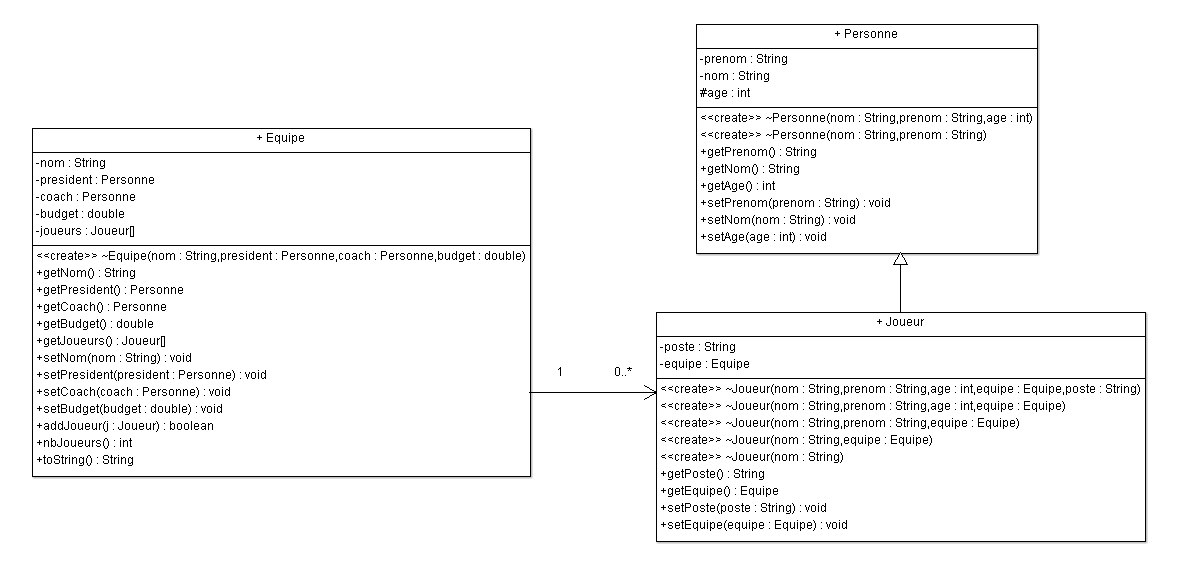 + Equipe
-nom : String
-president : Personne
-coach : Personne
-budget : double
-joueurs : Joueur[]
<<create>> ~Equipe(nom : String,president : Personne,coach : Personne,budget : double)
+getNom() : String
+getPresident() : Personne
+getCoach() : Personne
+getBudget() : double
+getJoueurs() : Joueur[]
+setNom(nom : String) : void
+setPresident(president : Personne) : void
+setCoach(coach : Personne) : void
+setBudget(budget : double) : void
+addJoueur(j : Joueur) : boolean
+nbJoueurs() : int
+toString() : String
1
0..*
+ Personne
-prenom : String
-nom : String
#age : int
<<create>> ~Personne(nom : String,prenom : String,age : int)
<<create>> ~Personne(nom : String,prenom : String)
+getPrenom() : String
+getNom() : String
+getAge() : int
+setPrenom(prenom : String) : void
+setNom(nom : String) : void
+setAge(age : int) : void
+ Joueur
-poste : String
-equipe : Equipe
<<create>> ~Joueur(nom : String,prenom : String,age : int,equipe : Equipe,poste : String)
<<create>> ~Joueur(nom : String,prenom : String,age : int,equipe : Equipe)
<<create>> ~Joueur(nom : String,prenom : String,equipe : Equipe)
<<create>> ~Joueur(nom : String,equipe : Equipe)
<<create>> ~Joueur(nom : String)
+getPoste() : String
+getEquipe() : Equipe
+setPoste(poste : String) : void
+setEquipe(equipe : Equipe) : void